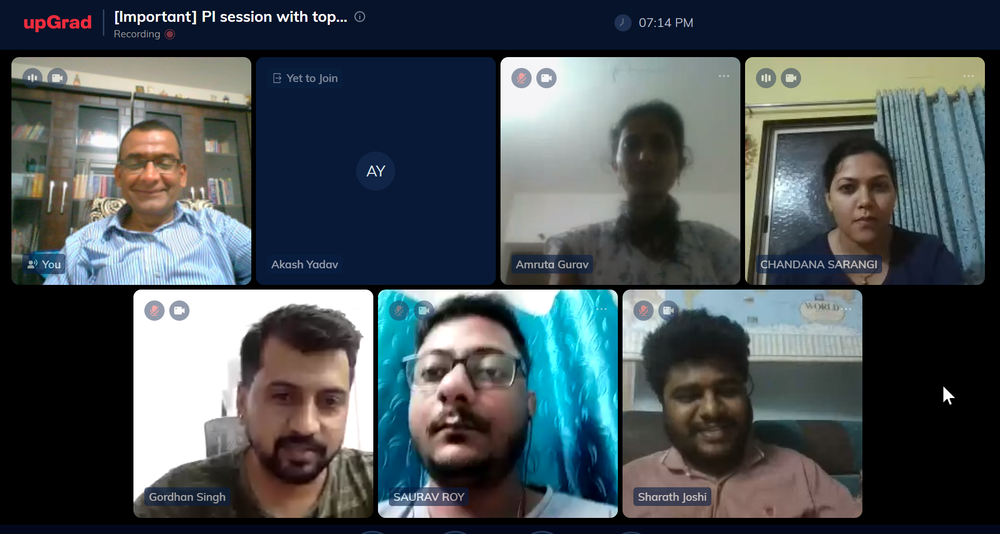 upGrad
[Important] PI session with top...
Recording
07:14 PM
You
Yet to Join
AY
Akash Yadav
Amruta Gurav
CHANDANA SARANGI
Gordhan Singh
SAURAV ROY
Sharath Joshi
WORLD